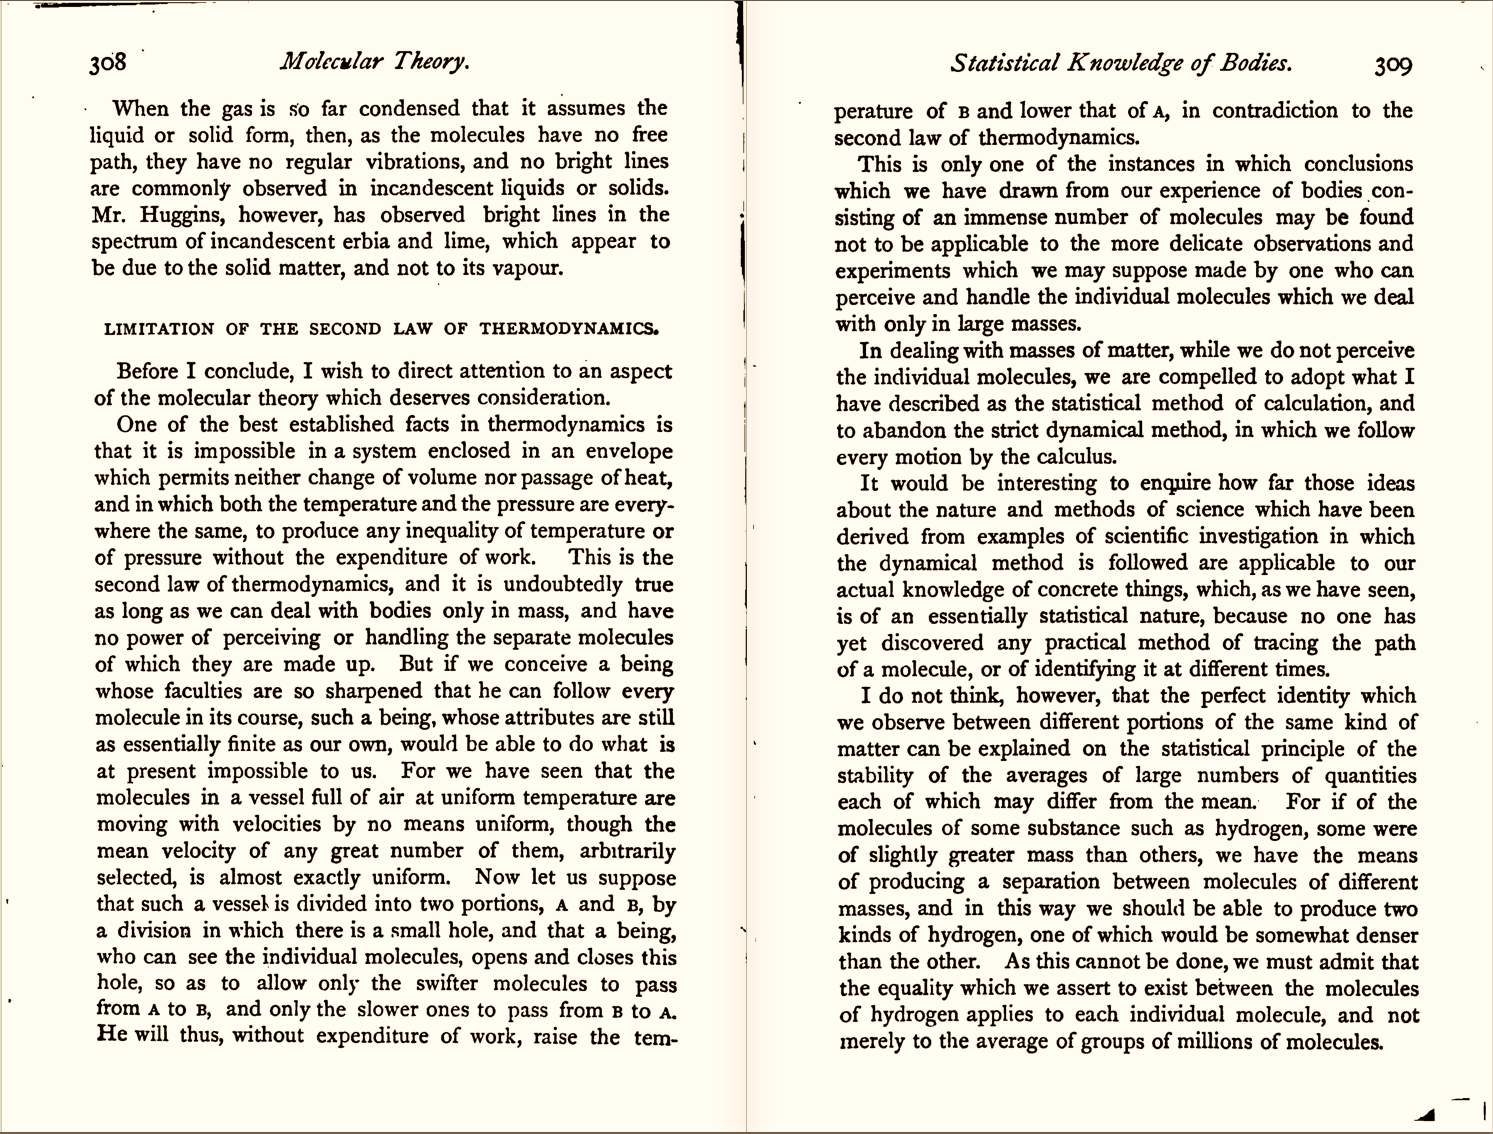 308 Molecular Theory.
When the gas is so far condensed that it assumes the
liquid or solid form, then, as the molecules have no free
path, they have no regular vibrations, and no bright lines
are commonly observed in incandescent liquids or solids.
Mr. Huggins, however, has observed bright lines in the
spectrum of incandescent erbia and lime, which appear to
be due to the solid matter, and not to its vapour.
LIMITATION OF THE SECOND LAW OF THERMODYNAMICS.
Before I conclude, I wish to direct attention to an aspect
of the molecular theory which deserves consideration.
One of the best established facts in thermodynamics is
that it is impossible in a system enclosed in an envelope
which permits neither change of volume nor passage of heat,
and in which both the temperature and the pressure are every-
where the same, to produce any inequality of temperature or
of pressure without the expenditure of work. This is the
second law of thermodynamics, and it is undoubtedly true
as long as we can deal with bodies only in mass, and have
no power of perceiving or handling the separate molecules
of which they are made up. But if we conceive a being
whose faculties are so sharpened that he can follow every
molecule in its course, such a being, whose attributes are still
as essentially finite as our own, would be able to do what is
at present impossible to us. For we have seen that the
molecules in a vessel full of air at uniform temperature are
moving with velocities by no means uniform, though the
mean velocity of any great number of them, arbitrarily
selected, is almost exactly uniform. Now let us suppose
that such a vessel is divided into two portions, A and B, by
a division in which there is a small hole, and that a being,
who can see the individual molecules, opens and closes this
hole, so as to allow only the swifter molecules to pass
from A to B, and only the slower ones to pass from B to A.
He will thus, without expenditure of work, raise the tem-
Statistical Knowledge of Bodies. 309
perature of B and lower that of A, in contradiction to the
second law of thermodynamics.
This is only one of the instances in which conclusions
which we have drawn from our experience of bodies con-
sisting of an immense number of molecules may be found
not to be applicable to the more delicate observations and
experiments which we may suppose made by one who can
perceive and handle the individual molecules which we deal
with only in large masses.
In dealing with masses of matter, while we do not perceive
the individual molecules, we are compelled to adopt what I
have described as the statistical method of calculation, and
to abandon the strict dynamical method, in which we follow
every motion by the calculus.
It would be interesting to enquire how far those ideas
about the nature and methods of science which have been
derived from examples of scientific investigation in which
the dynamical method is followed are applicable to our
actual knowledge of concrete things, which, as we have seen,
is of an essentially statistical nature, because no one has
yet discovered any practical method of tracing the path
of a molecule, or of identifying it at different times.
I do not think, however, that the perfect identity which
we observe between different portions of the same kind of
matter can be explained on the statistical principle of the
stability of the averages of large numbers of quantities
each of which may differ from the mean. For if of the
molecules of some substance such as hydrogen, some were
of slightly greater mass than others, we have the means
of producing a separation between molecules of different
masses, and in this way we should be able to produce two
kinds of hydrogen, one of which would be somewhat denser
than the other. As this cannot be done, we must admit that
the equality which we assert to exist between the molecules
of hydrogen applies to each individual molecule, and not
merely to the average of groups of millions of molecules.